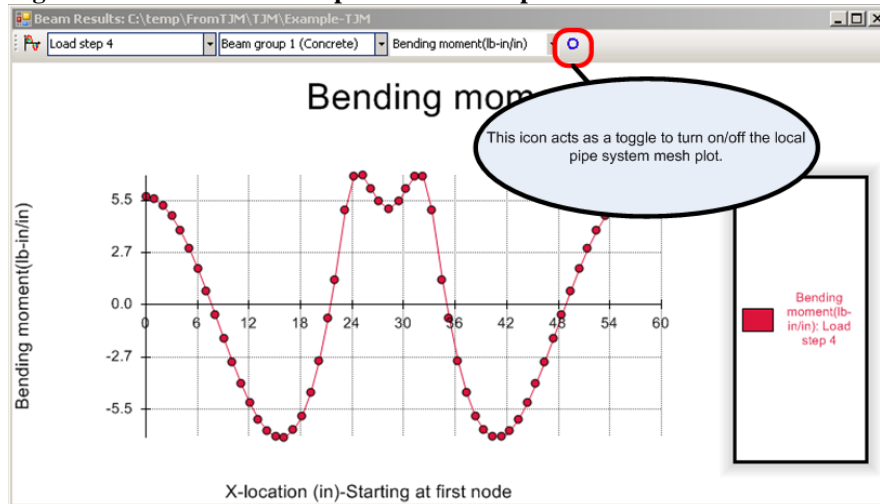 Beam Results: C:\temp\FromTJM\TJM\Example-TJM
Load step 4
Beam group 1 (Concrete)
Bending moment(lb-in/in)
Bending mom
This icon acts as a toggle to turn on/off the local
pipe system mesh plot.
Bending moment(lb-in/in)
5.5
2.7
0.0
-2.7
-5.5
0 6 12 18 24 30 36 42 48 54 60
X-location (in)-Starting at first node
Bending
moment(lb-
in/in): Load
step 4